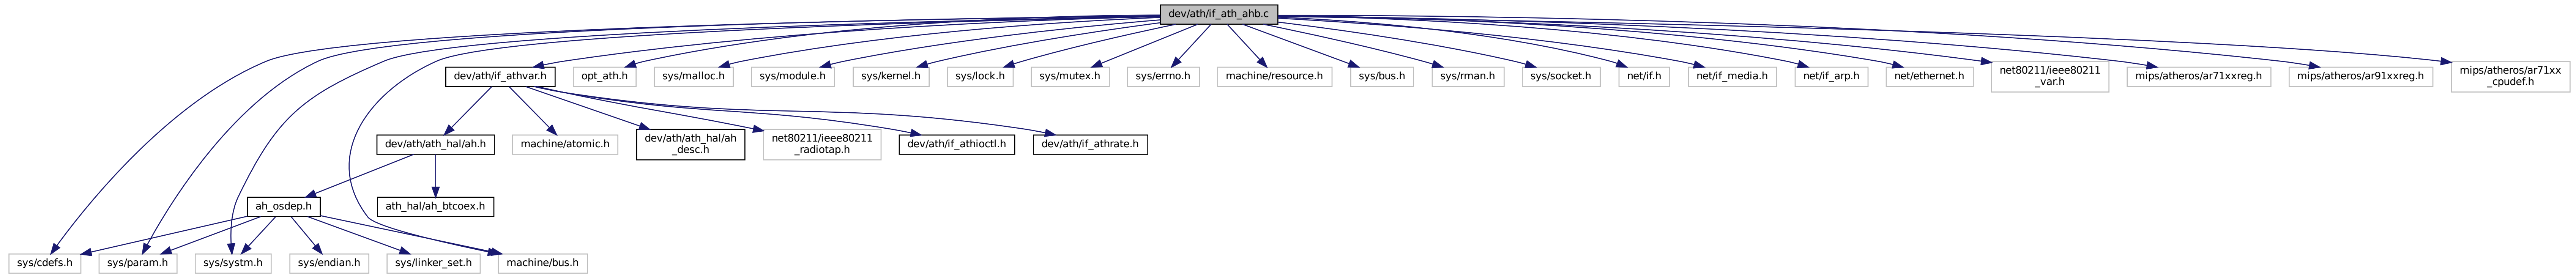 dev/ath/if_ath_ahb.c
dev/ath/if_athvar.h
opt_ath.h
sys/malloc.h
sys/module.h
sys/kernel.h
sys/lock.h
sys/mutex.h
sys/errno.h
machine/resource.h
sys/bus.h
sys/rman.h
sys/socket.h
net/if.h
net/if_media.h
net/if_arp.h
net/ethernet.h
net80211/ieee80211
_var.h
mips/atheros/ar71xxreg.h
mips/atheros/ar91xxreg.h
mips/atheros/ar71xx
_cpudef.h
dev/ath/ath_hal/ah.h
machine/atomic.h
dev/ath/ath_hal/ah
_desc.h
net80211/ieee80211
_radiotap.h
dev/ath/if_athioctl.h
dev/ath/if_athrate.h
ah_osdep.h
ath_hal/ah_btcoex.h
sys/cdefs.h
sys/param.h
sys/systm.h
sys/endian.h
sys/linker_set.h
machine/bus.h